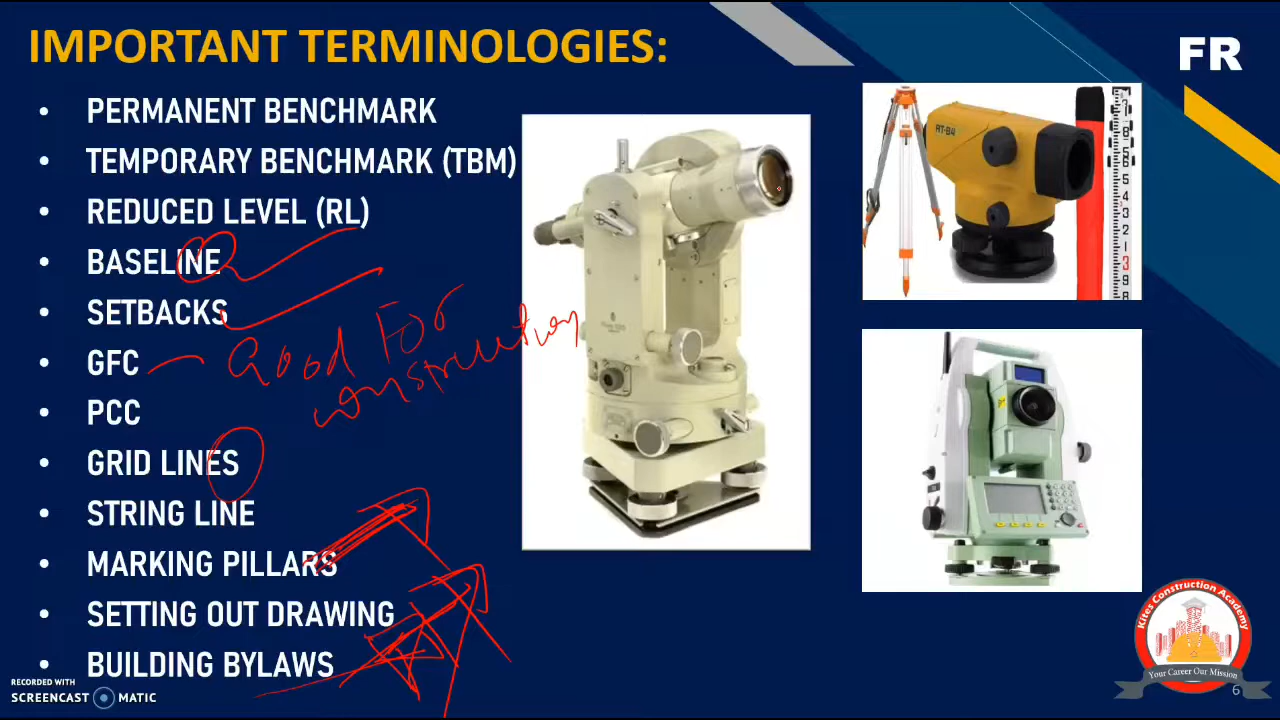 IMPORTANT TERMINOLOGIES:
FR
• PERMANENT BENCHMARK
• TEMPORARY BENCHMARK (TBM)
• REDUCED LEVEL (RL)
• BASELINE
• SETBACKS
• GFC
Good For
construction
• PCC
• GRID LINES
• STRING LINE
• MARKING PILLARS
• SETTING OUT DRAWING
• BUILDING BYLAWS
RT-B4
Kites Construction Academy
Your Career Our Mission
RECORDED WITH
SCREENCAST MATIC
6